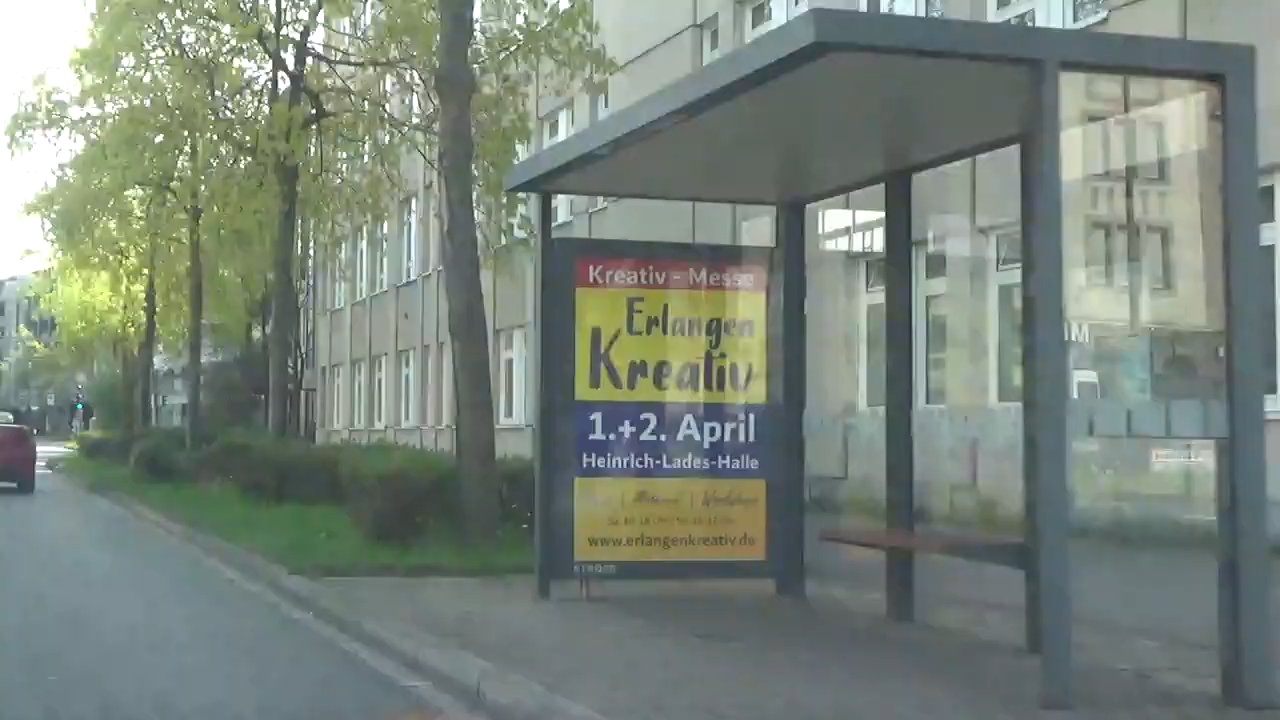 Kreativ - Messe
Erlangen
Kreativ
1.+2. April
Heinrich-Lades-Halle
www.erlangenkreativ.de